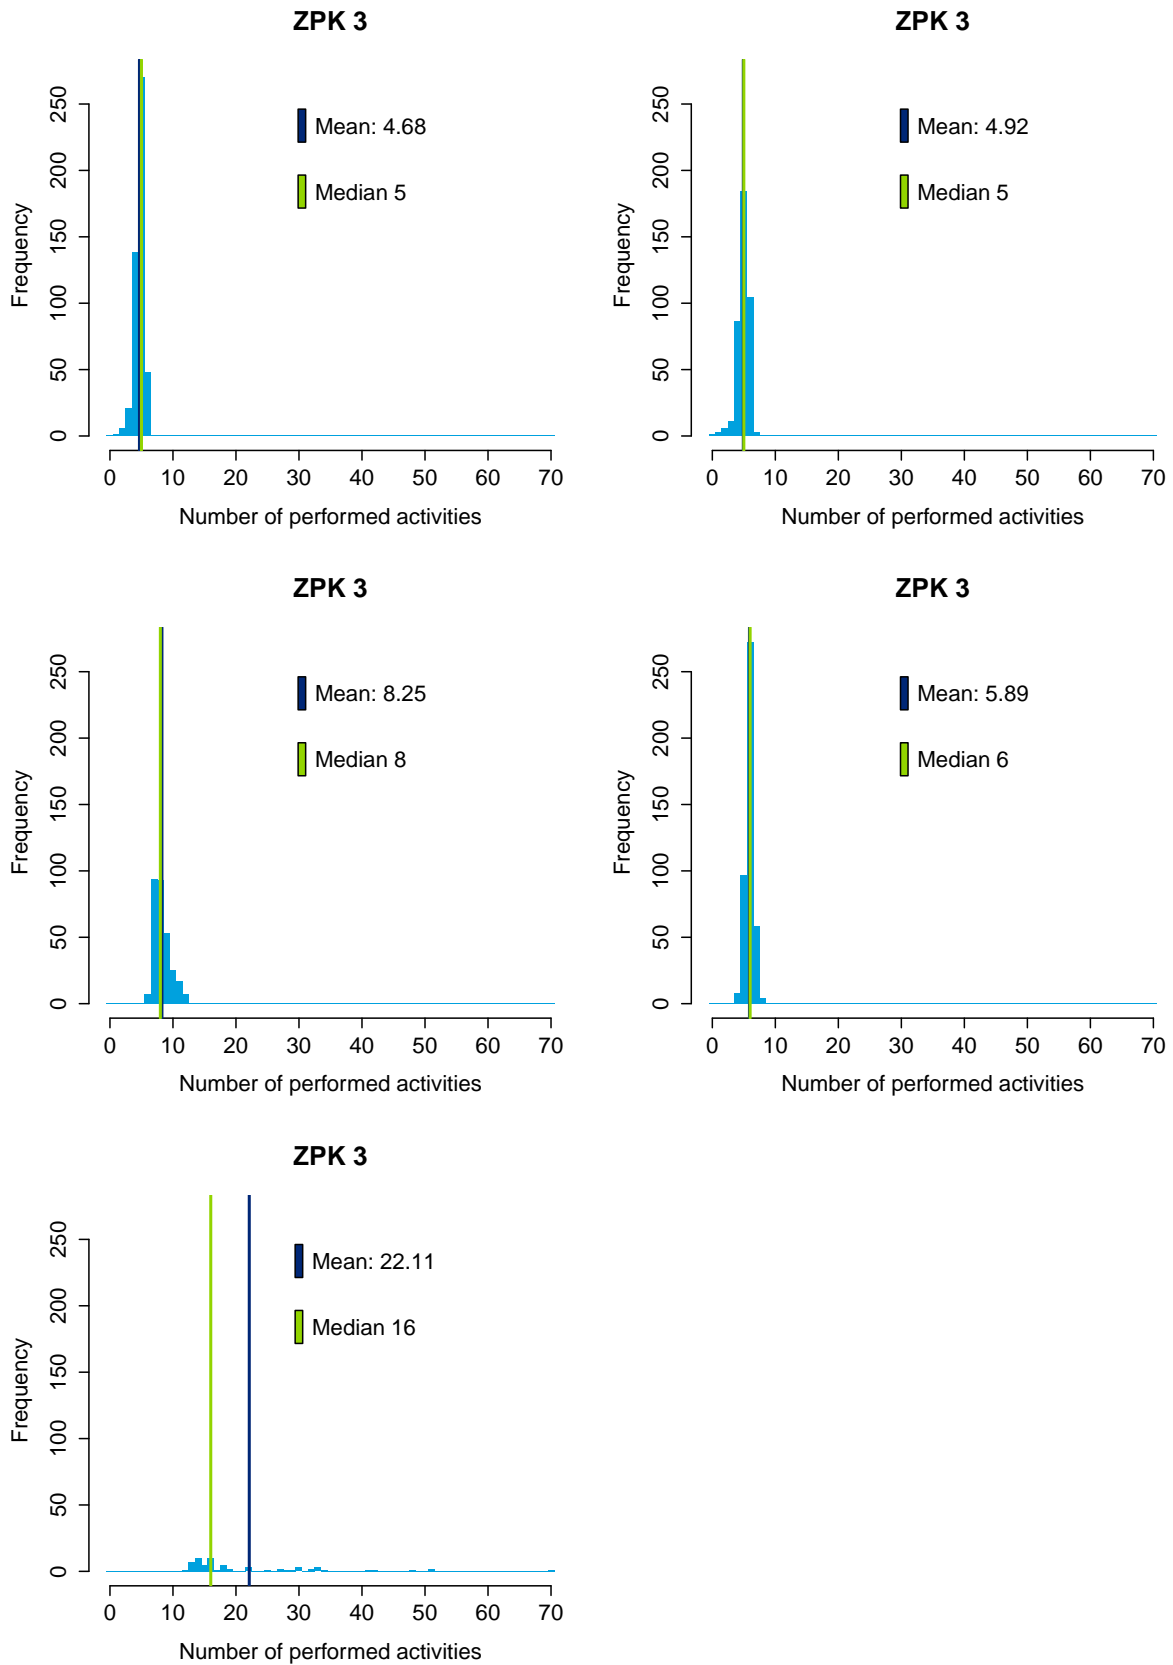 ZPK 3
Frequency
0 50 100 150 200 250
Mean: 4.68
Median 5
0 10 20 30 40 50 60 70
Number of performed activities
ZPK 3
Frequency
0 50 100 150 200 250
Mean: 4.92
Median 5
0 10 20 30 40 50 60 70
Number of performed activities
ZPK 3
Frequency
0 50 100 150 200 250
Mean: 8.25
Median 8
0 10 20 30 40 50 60 70
Number of performed activities
ZPK 3
Frequency
0 50 100 150 200 250
Mean: 5.89
Median 6
0 10 20 30 40 50 60 70
Number of performed activities
ZPK 3
Frequency
0 50 100 150 200 250
Mean: 22.11
Median 16
0 10 20 30 40 50 60 70
Number of performed activities